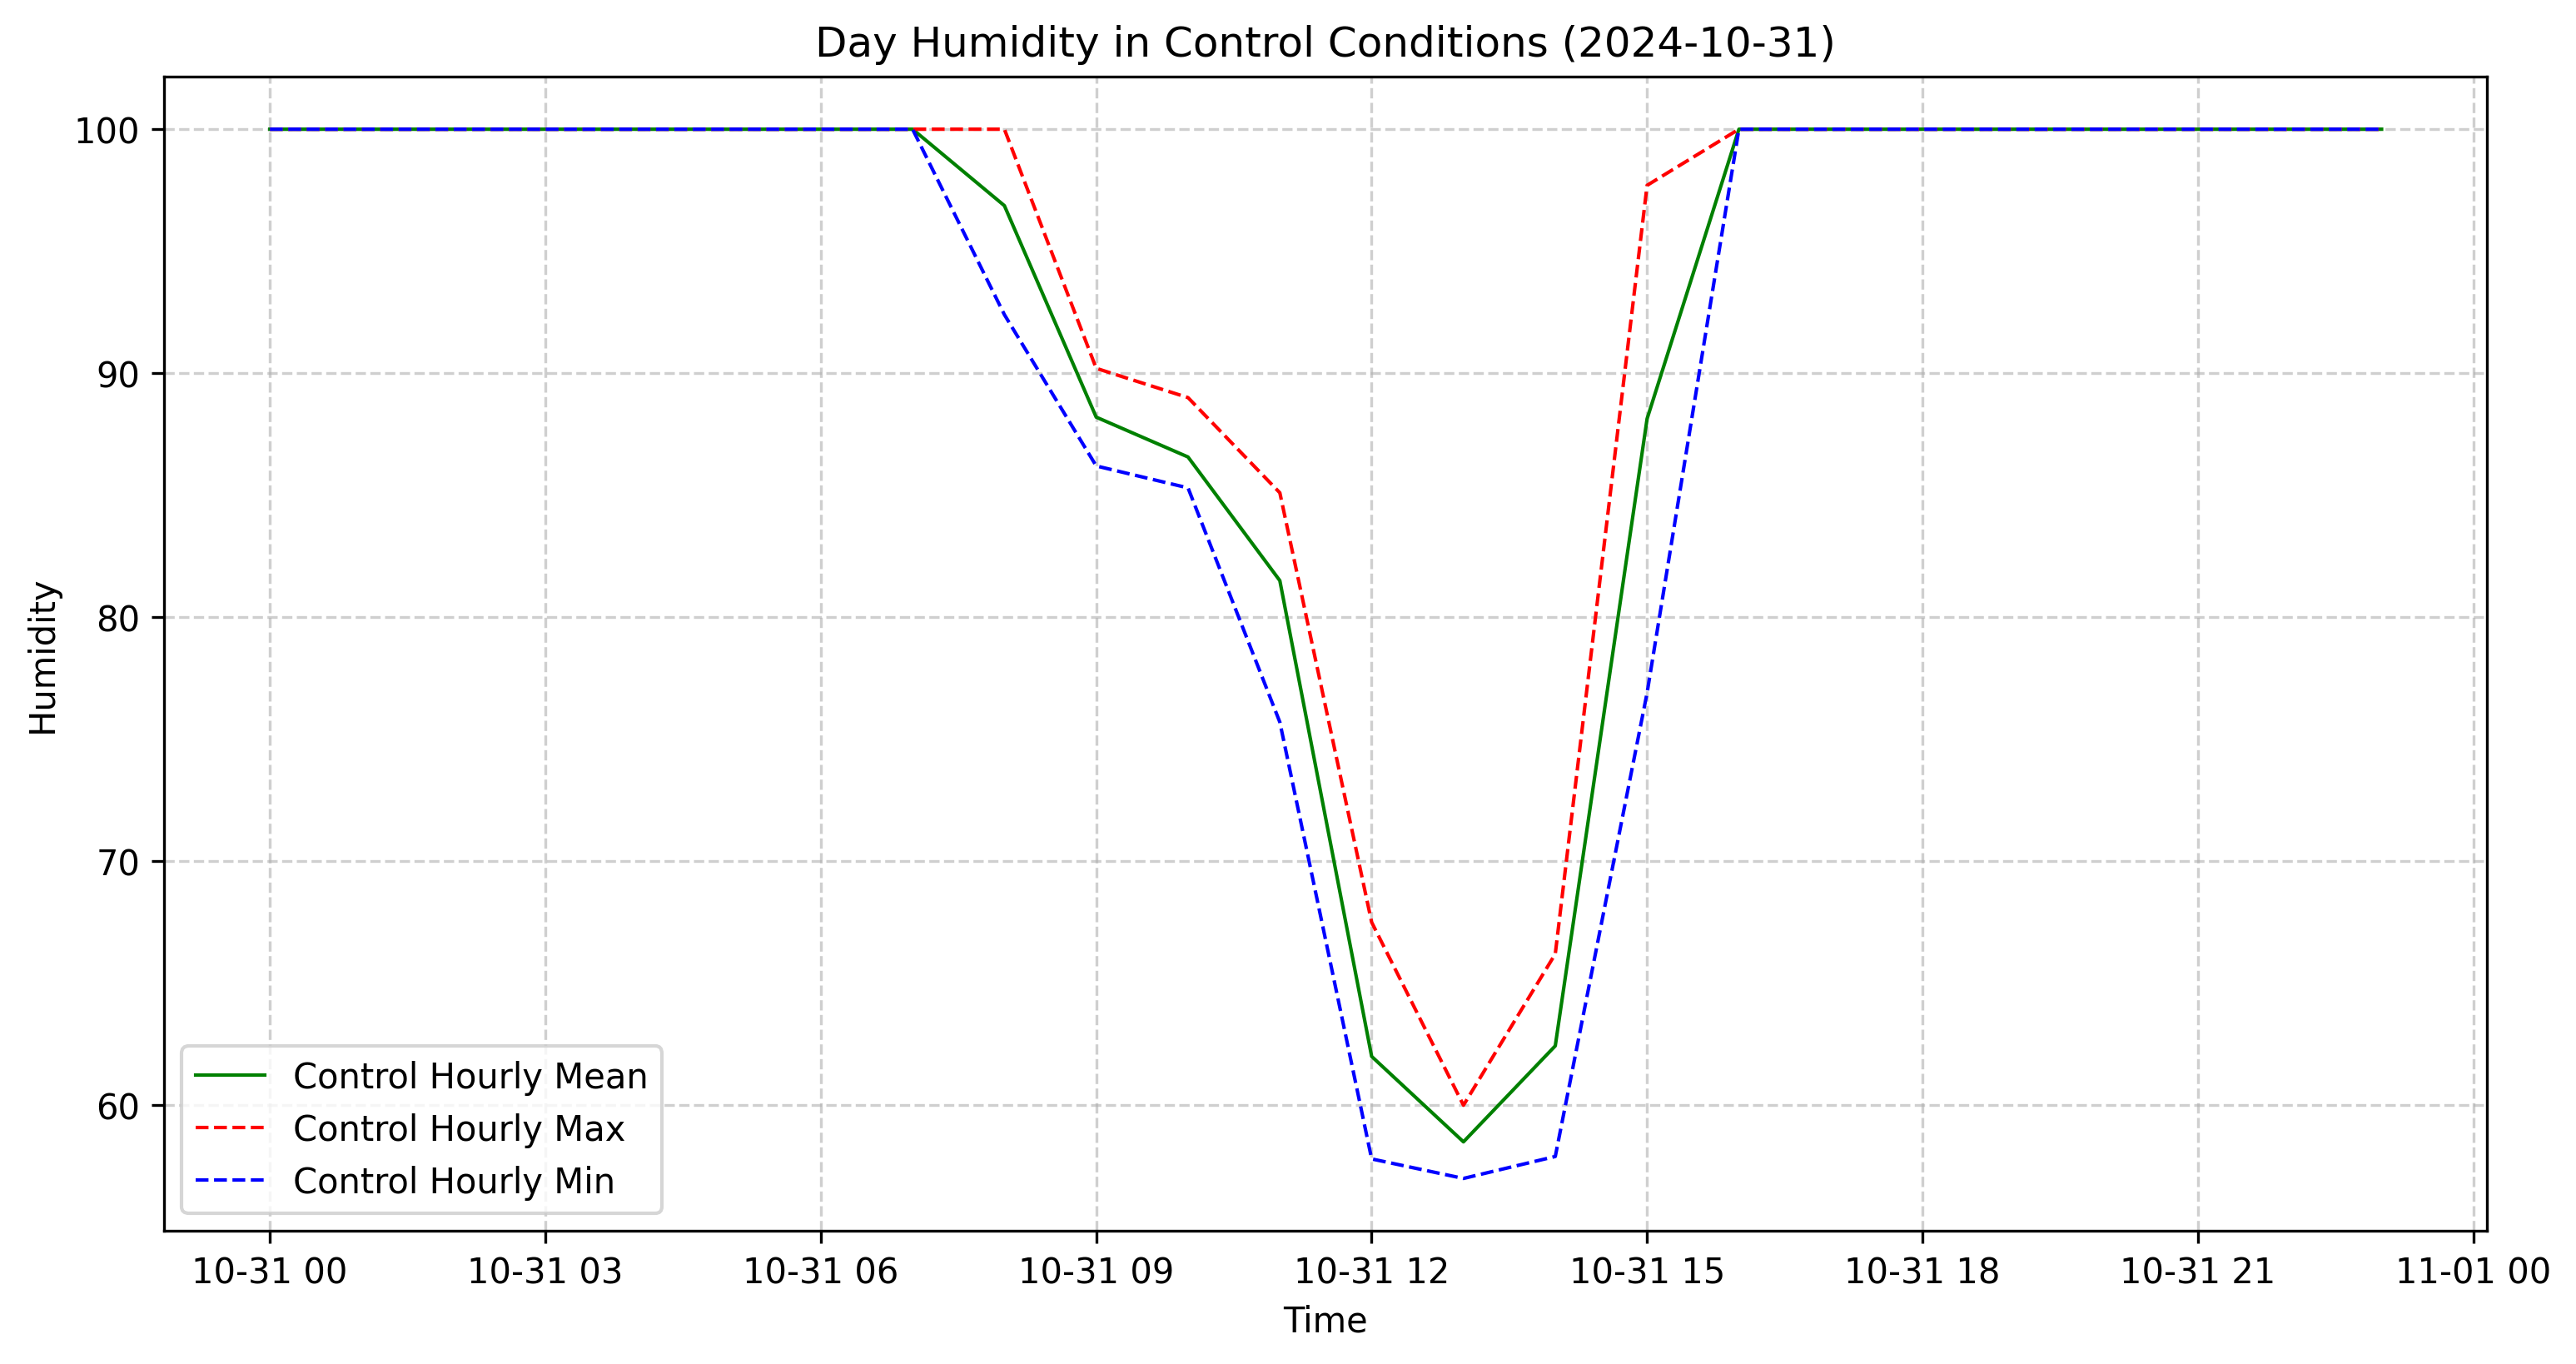 Day Humidity in Control Conditions (2024-10-31)
100
90
80
70
60
Humidity
Control Hourly Mean
Control Hourly Max
Control Hourly Min
10-31 00 10-31 03 10-31 06 10-31 09 10-31 12 10-31 15 10-31 18 10-31 21 11-01 00
Time